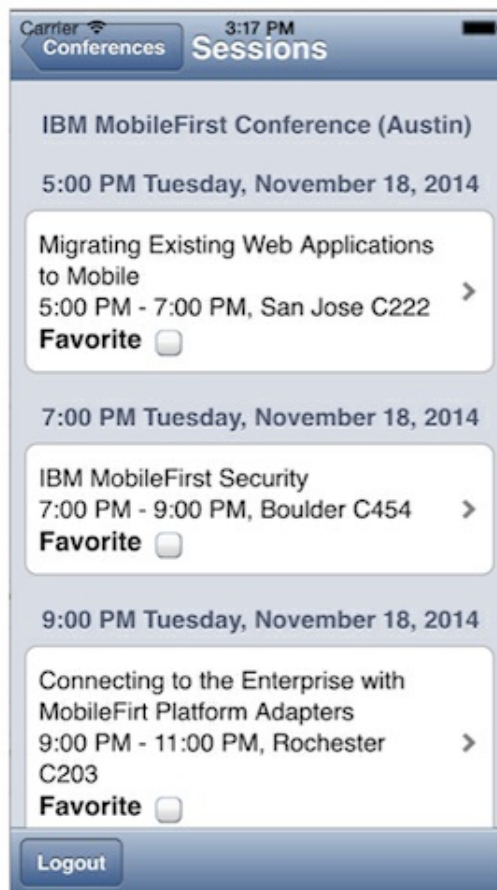 Carrier 3:17 PM
Conferences Sessions
IBM MobileFirst Conference (Austin)
5:00 PM Tuesday, November 18, 2014
Migrating Existing Web Applications
to Mobile
5:00 PM - 7:00 PM, San Jose C222
Favorite
7:00 PM Tuesday, November 18, 2014
IBM MobileFirst Security
7:00 PM - 9:00 PM, Boulder C454
Favorite
9:00 PM Tuesday, November 18, 2014
Connecting to the Enterprise with
MobileFirt Platform Adapters
9:00 PM - 11:00 PM, Rochester
C203
Favorite
Logout